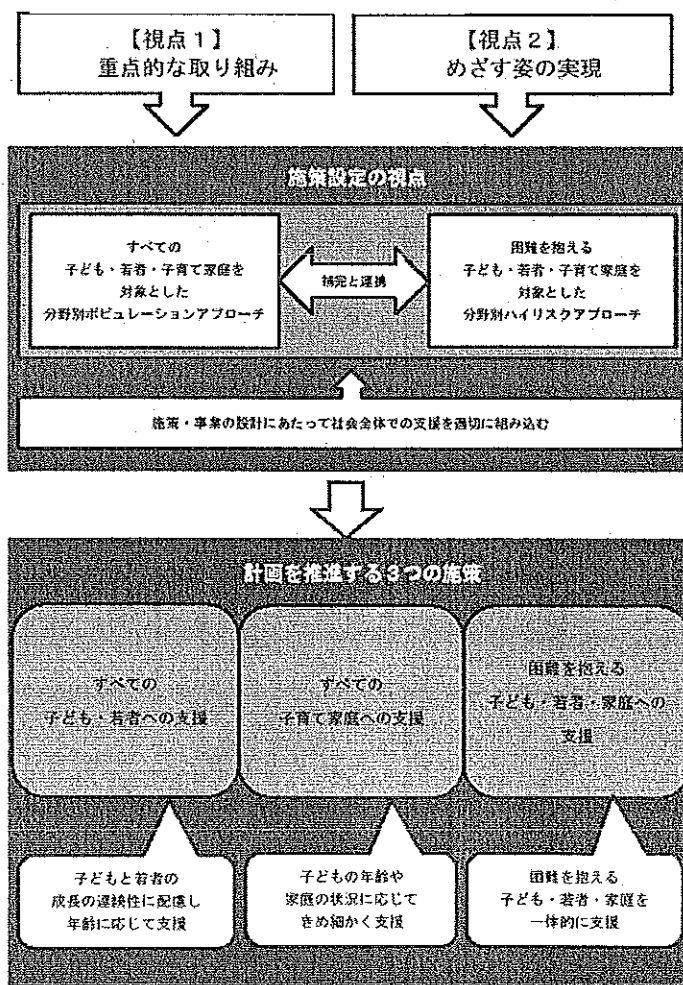 【視点1】
重点的な取り組み
【視点2】
めざす姿の実現
施策設定の視点
すべての
子ども・若者・子育て家庭を
対象とした
分野別ポピュレーションアプローチ
補完と連携
困難を抱える
子ども・若者・子育て家庭を
対象とした
分野別ハイリスクアプローチ
施策・事業の設計にあたって社会全体での支援を適切に組み込む
計画を推進する3つの施策
すべての
子ども・若者への支援
すべての
子育て家庭への支援
困難を抱える
子ども・若者・家庭への
支援
子どもと若者の
成長の連続性に配慮し
年齢に応じて支援
子どもの年齢や
家庭の状況に応じて
きめ細かく支援
困難を抱える
子ども・若者・家庭を
一体的に支援